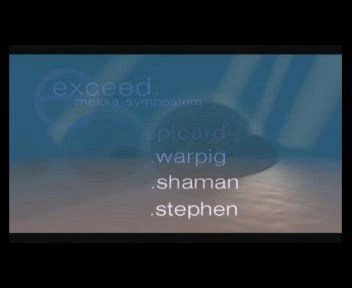 exceed.
mekka-symposium
.picard
.warpig
.shaman
.stephen